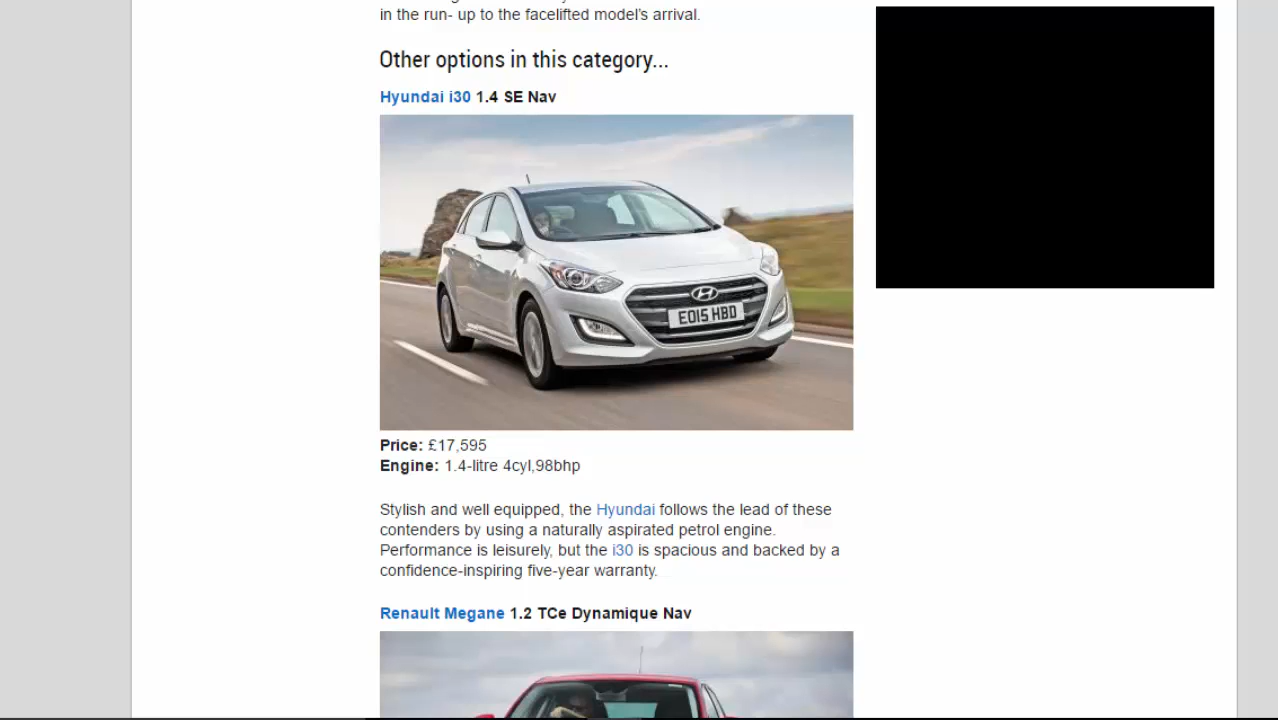 in the run- up to the facelifted model's arrival.
Other options in this category...
Hyundai i30 1.4 SE Nav
EO15 HBD
Price: £17,595
Engine: 1.4-litre 4cyl,98bhp
Stylish and well equipped, the Hyundai follows the lead of these
contenders by using a naturally aspirated petrol engine.
Performance is leisurely, but the i30 is spacious and backed by a
confidence-inspiring five-year warranty.
Renault Megane 1.2 TCe Dynamique Nav